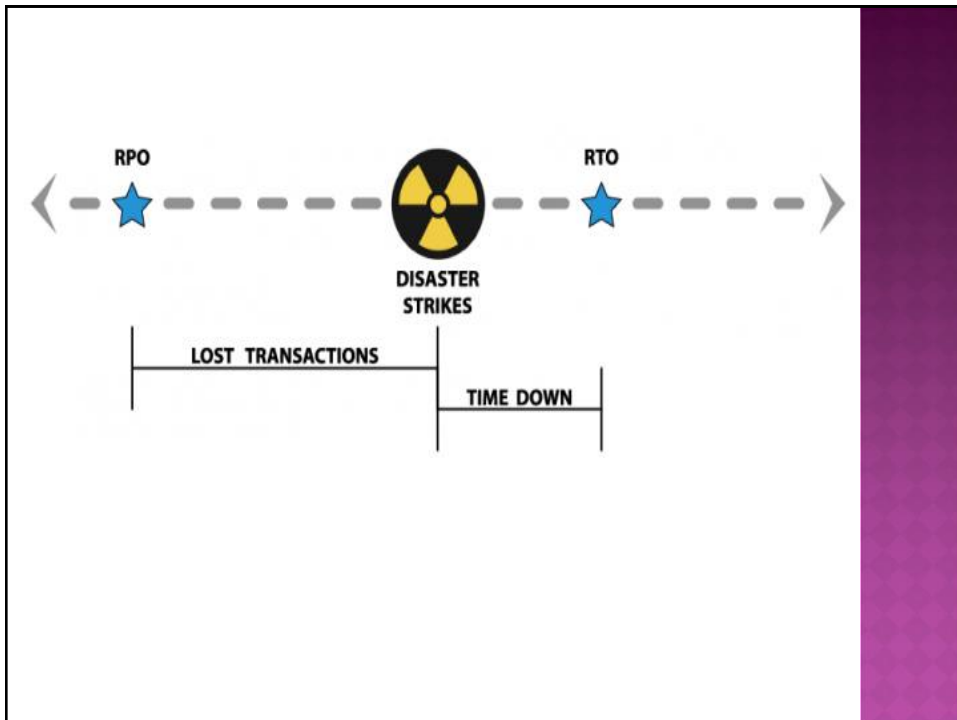 RPO
RTO
DISASTER
STRIKES
LOST TRANSACTIONS
TIME DOWN